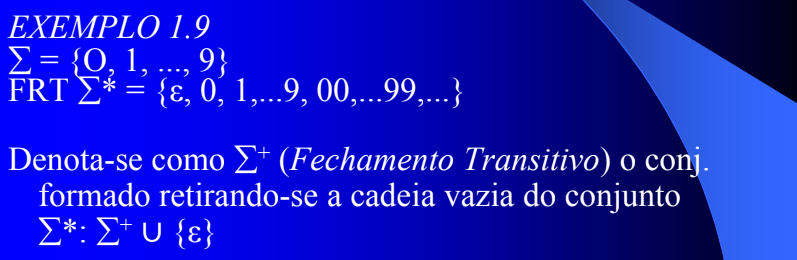 EXEMPLO 1.9
∑ = {O, 1, ..., 9}
FRT ∑* = {ε, 0, 1,...9, 00,...99,...}
Denota-se como ∑⁺ (Fechamento Transitivo) o conj.
formado retirando-se a cadeia vazia do conjunto
∑*: ∑⁺ ∪ {ε}